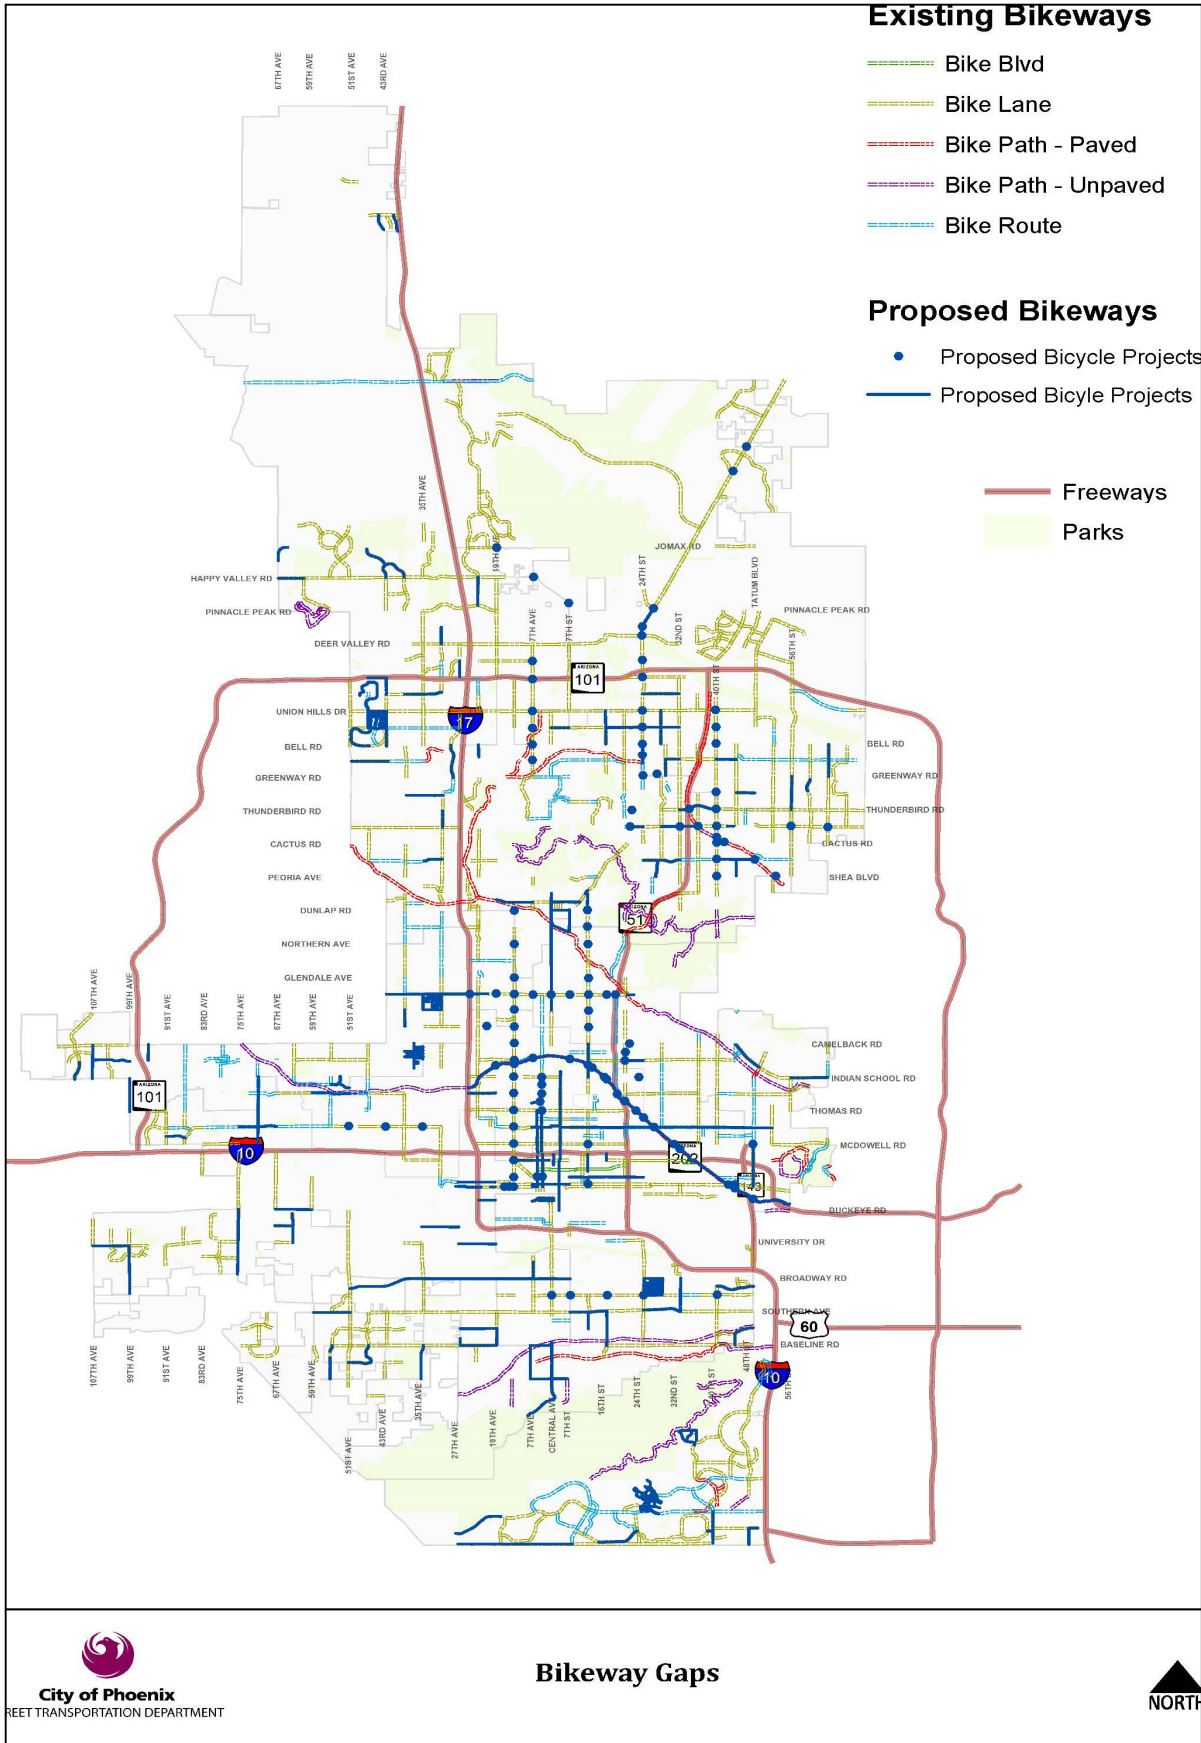 Existing Bikeways
Bike Blvd
Bike Lane
Bike Path - Paved
Bike Path - Unpaved
Bike Route
Proposed Bikeways
Proposed Bicycle Projects
Proposed Bicyle Projects
Freeways
Parks
67TH AVE
59TH AVE
51ST AVE
43RD AVE
35TH AVE
JOMAX RD
19TH AVE
24TH ST
TATUM BLVD
HAPPY VALLEY RD
PINNACLE PEAK RD
7TH AVE
7TH ST
32ND ST
PINNACLE PEAK RD
56TH ST
DEER VALLEY RD
ARIZONA
101
40TH ST
UNION HILLS DR
17
BELL RD
BELL RD
GREENWAY RD
GREENWAY RD
THUNDERBIRD RD
THUNDERBIRD RD
CACTUS RD
CACTUS RD
PEORIA AVE
SHEA BLVD
DUNLAP RD
51
NORTHERN AVE
GLENDALE AVE
107TH AVE
99TH AVE
91ST AVE
83RD AVE
75TH AVE
67TH AVE
59TH AVE
51ST AVE
CAMELBACK RD
INDIAN SCHOOL RD
ARIZONA
101
THOMAS RD
MCDOWELL RD
10
202
143
BUCKEYE RD
UNIVERSITY DR
BROADWAY RD
SOUTHERN AVE
60
BASELINE RD
107TH AVE
99TH AVE
91ST AVE
83RD AVE
75TH AVE
67TH AVE
59TH AVE
51ST AVE
43RD AVE
35TH AVE
27TH AVE
19TH AVE
7TH AVE
CENTRAL AVE
7TH ST
16TH ST
24TH ST
32ND ST
40TH ST
48TH ST
10
56TH ST
City of Phoenix
REET TRANSPORTATION DEPARTMENT
Bikeway Gaps
NORTH